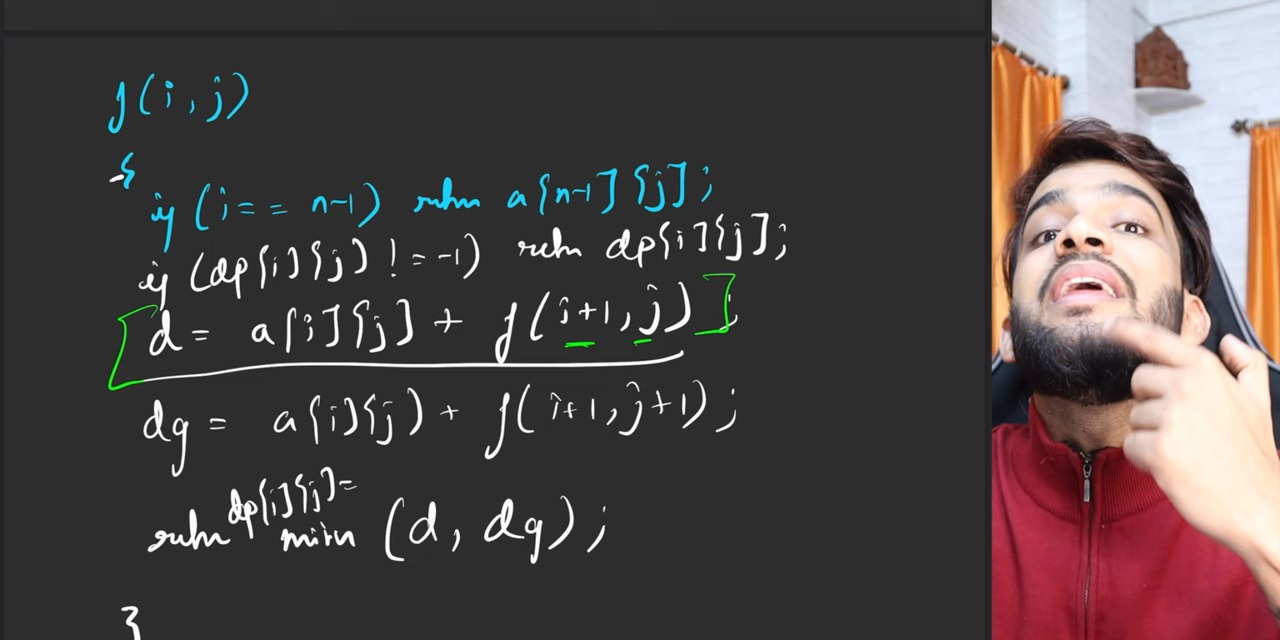 f(i,j)
{
if (i == n-1) return a[n-1][j];
if (dp[i][j] != -1) return dp[i][j];
d = a[i][j] + f(i+1,j);
dg = a[i][j] + f(i+1,j+1);
return dp[i][j] =
min (d, dg);
}